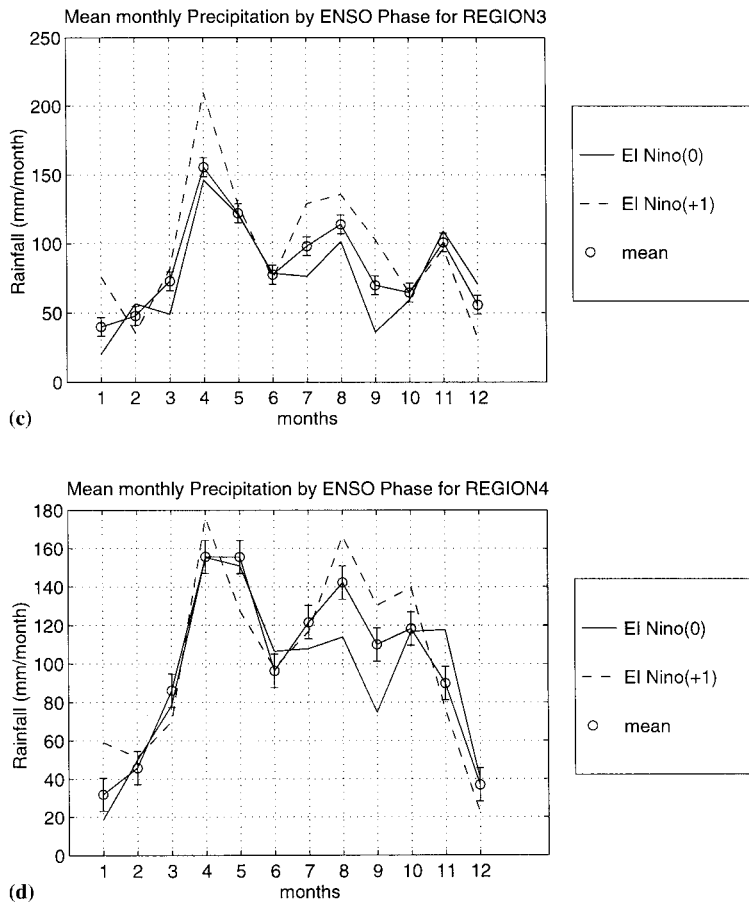 Mean monthly Precipitation by ENSO Phase for REGION3
250
200
150
100
50
0
Rainfall (mm/month)
1 2 3 4 5 6 7 8 9 10 11 12
months
El Nino(0)
El Nino(+1)
mean
(c)
Mean monthly Precipitation by ENSO Phase for REGION4
180
160
140
120
100
80
60
40
20
0
Rainfall (mm/month)
1 2 3 4 5 6 7 8 9 10 11 12
months
El Nino(0)
El Nino(+1)
mean
(d)